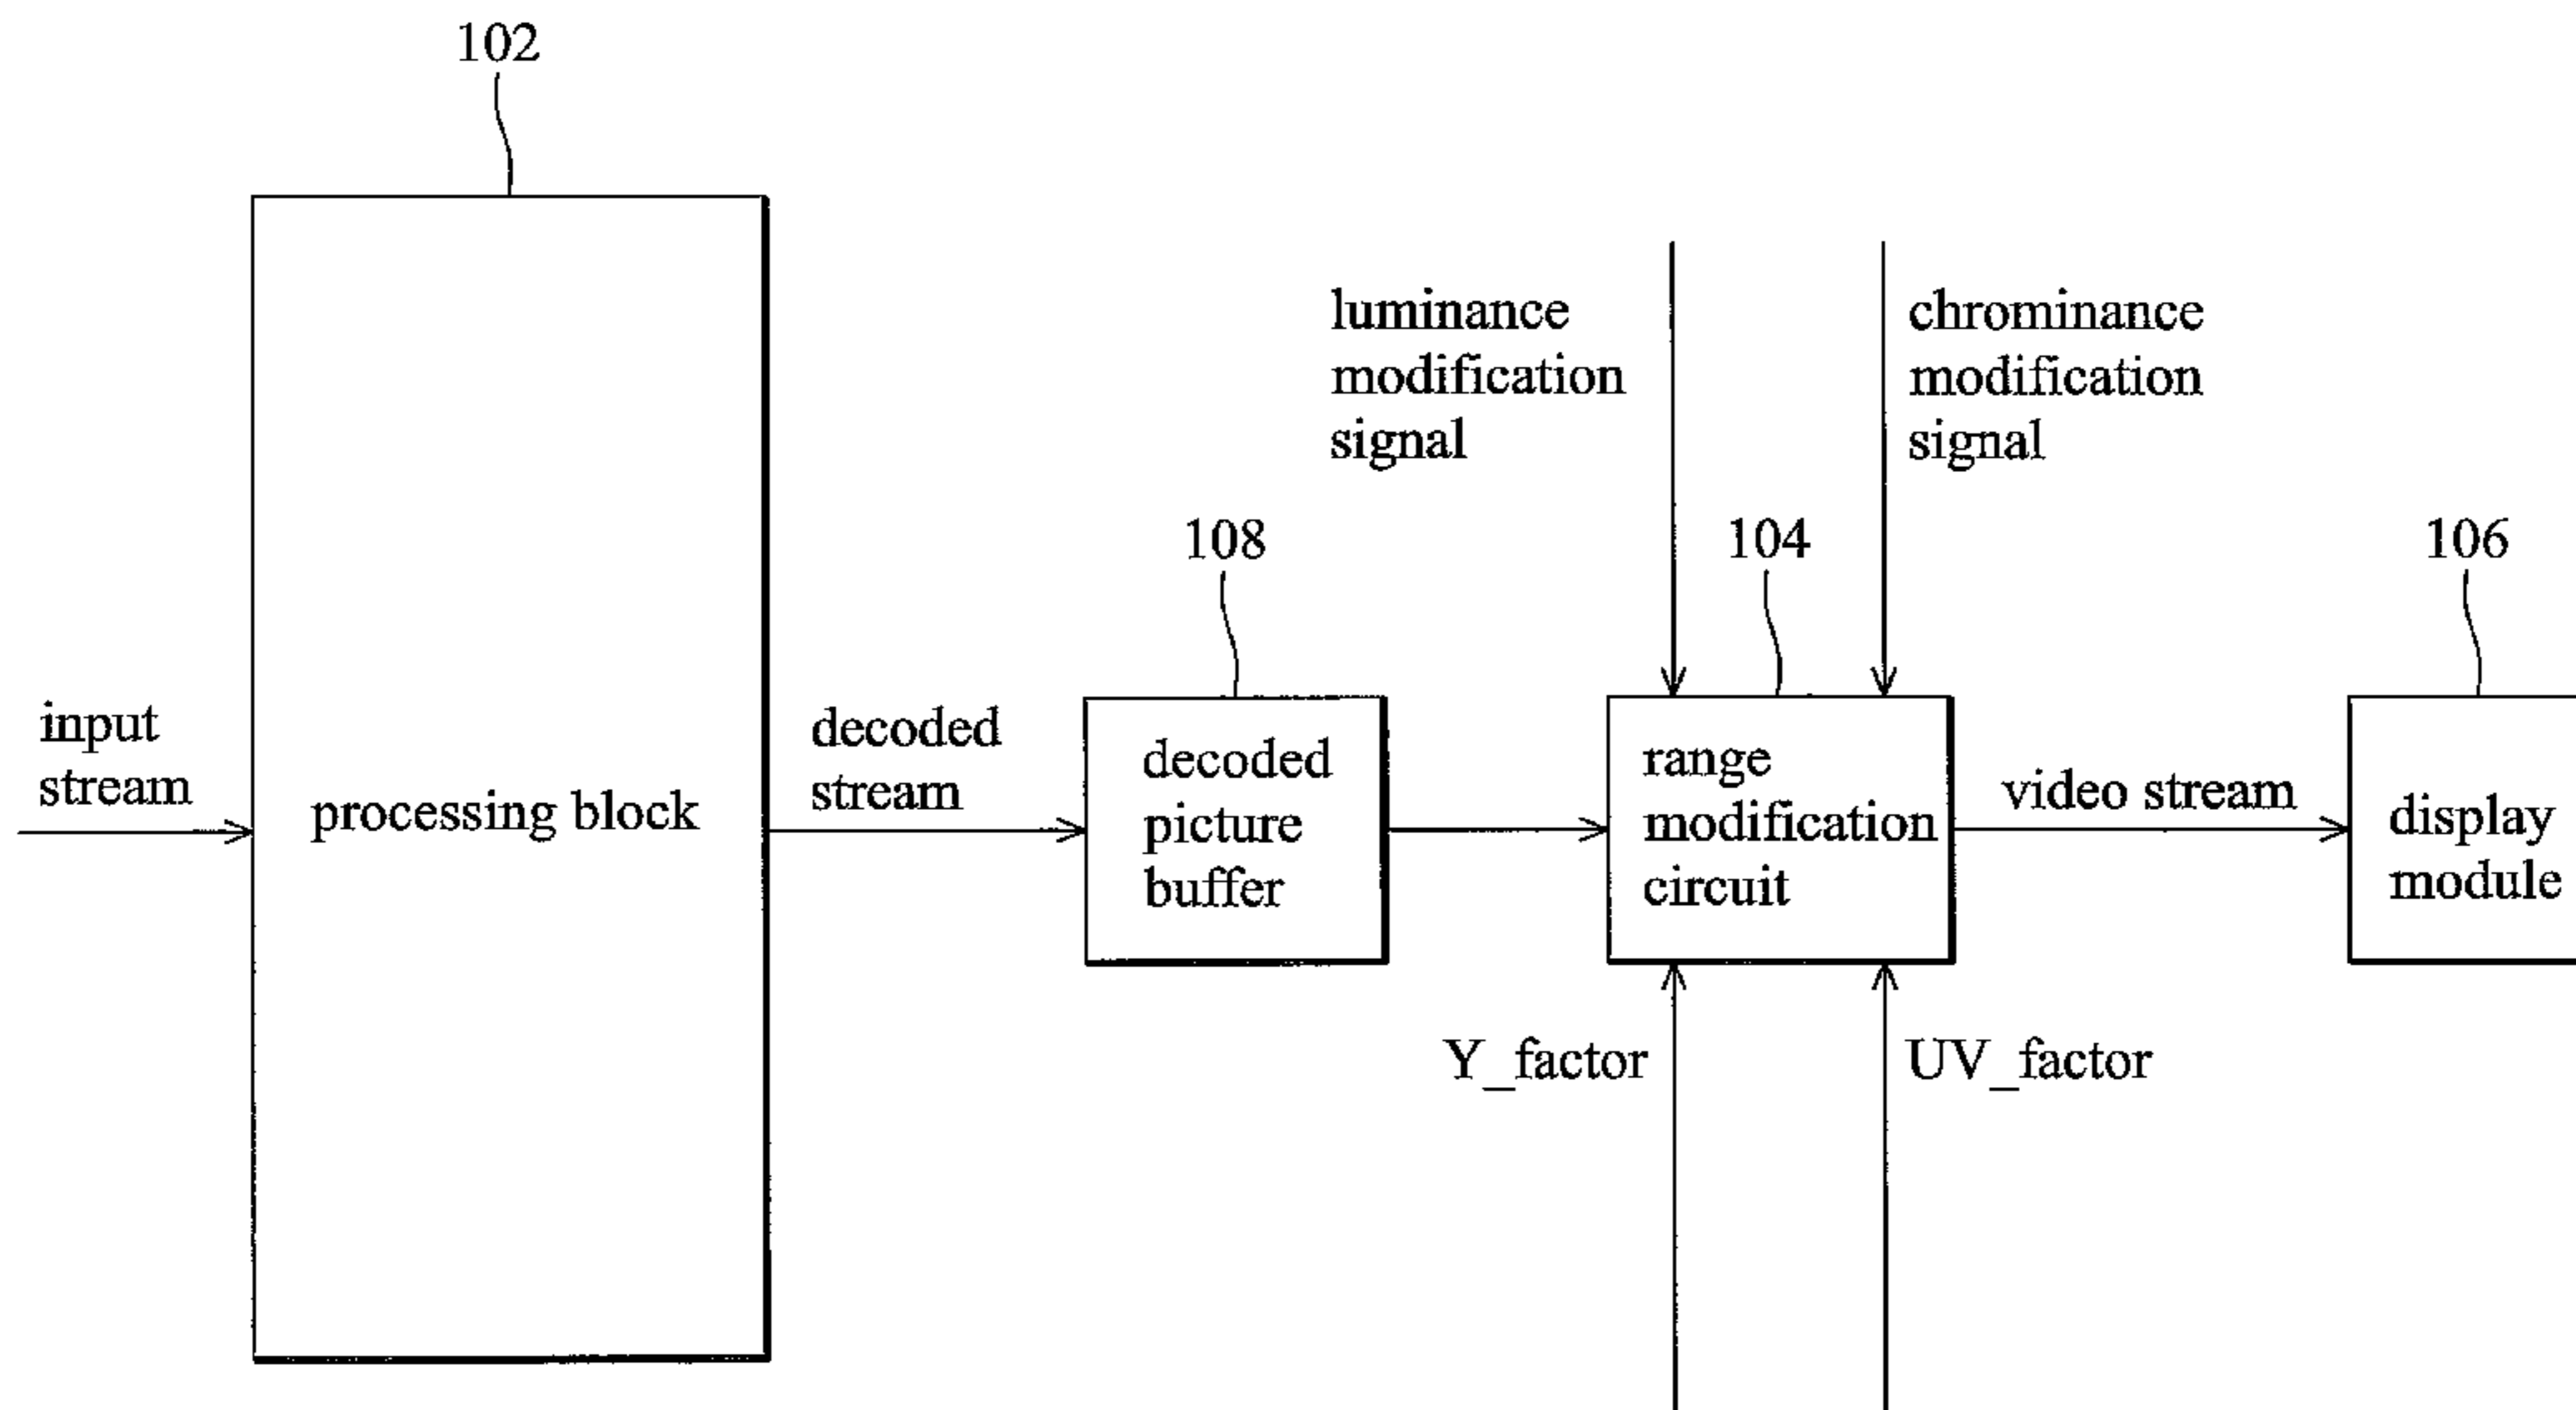 102
luminance
modification
signal
chrominance
modification
signal
108
104
106
input
stream
processing block
decoded
stream
decoded
picture
buffer
range
modification
circuit
video stream
display
module
Y_factor
UV_factor